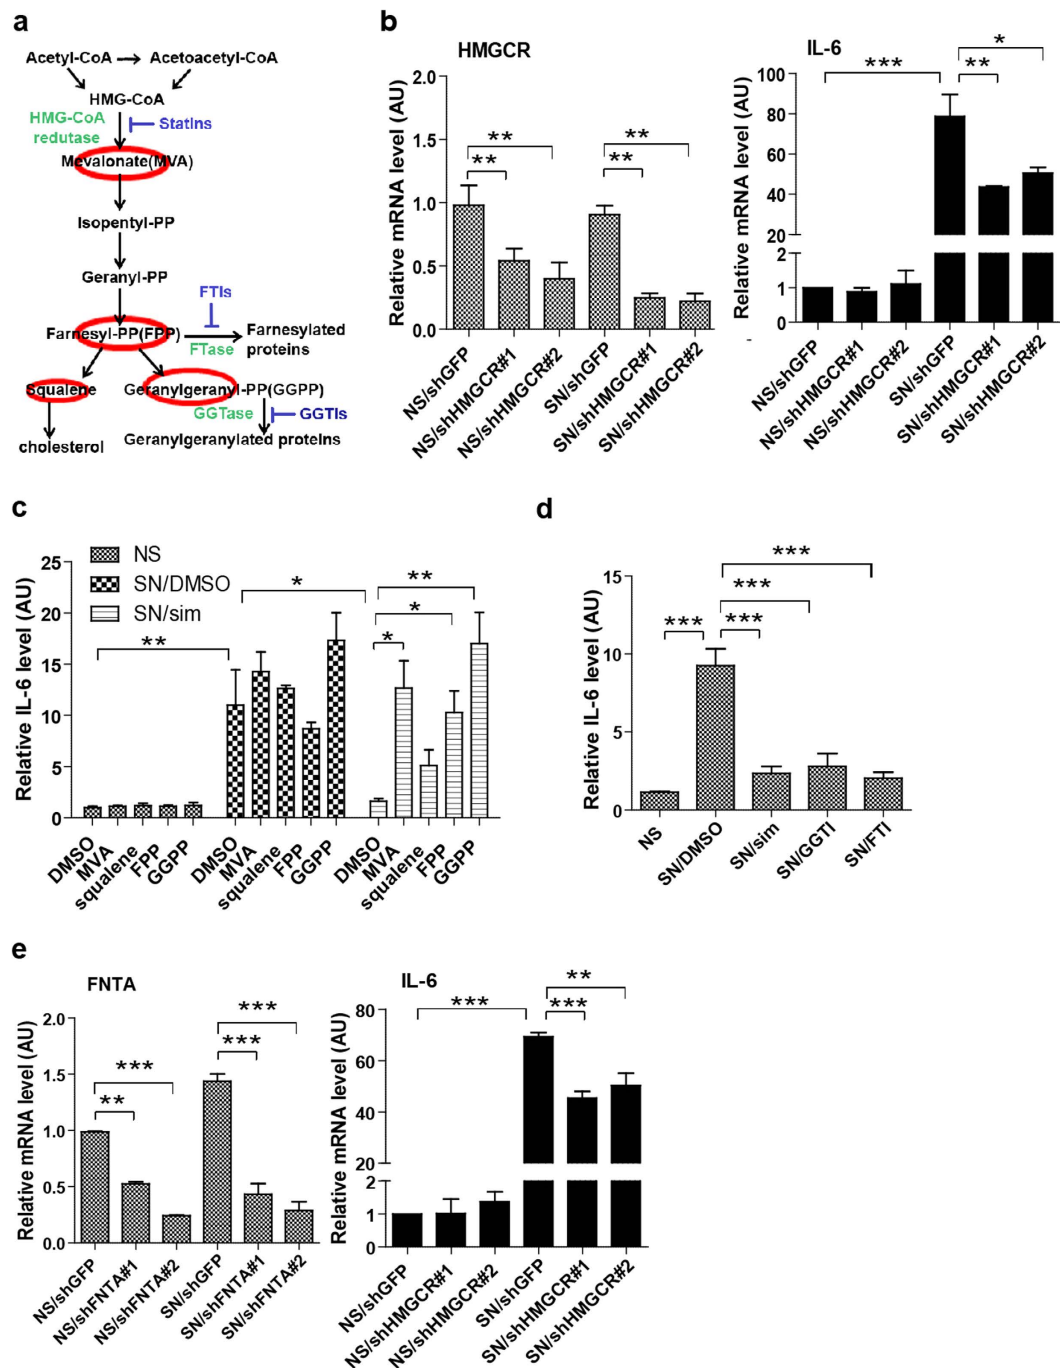 a
Acetyl-CoA
Acetoacetyl-CoA
HMG-CoA
HMG-CoA
redutase
Statins
Mevalonate(MVA)
Isopentyl-PP
Geranyl-PP
FTIs
Farnesyl-PP(FPP)
FTase
Farnesylated
proteins
Squalene
Geranylgeranyl-PP(GGPP)
GGTase
GGTIs
cholesterol
Geranylgeranylated proteins
b
HMGCR
Relative mRNA level (AU)
2.0
1.5
1.0
0.5
0.0
**
**
**
**
NS/shGFP
NS/shHMGCR#1
NS/shHMGCR#2
SN/shGFP
SN/shHMGCR#1
SN/shHMGCR#2
IL-6
Relative mRNA level (AU)
100
80
60
40
20
2
1
0
***
**
*
NS/shGFP
NS/shHMGCR#1
NS/shHMGCR#2
SN/shGFP
SN/shHMGCR#1
SN/shHMGCR#2
c
NS
SN/DMSO
SN/sim
Relative IL-6 level (AU)
25
20
15
10
5
0
**
*
*
*
**
DMSO
MVA
squalene
FPP
GGPP
DMSO
MVA
squalene
FPP
GGPP
DMSO
MVA
squalene
FPP
GGPP
d
Relative IL-6 level (AU)
15
10
5
0
***
***
***
***
NS
SN/DMSO
SN/sim
SN/GGTI
SN/FTI
e
FNTA
Relative mRNA level (AU)
2.0
1.5
1.0
0.5
0.0
***
**
***
***
NS/shGFP
NS/shFNTA#1
NS/shFNTA#2
SN/shGFP
SN/shFNTA#1
SN/shFNTA#2
IL-6
Relative mRNA level (AU)
80
60
40
20
2
1
0
***
**
***
NS/shGFP
NS/shHMGCR#1
NS/shHMGCR#2
SN/shGFP
SN/shHMGCR#1
SN/shHMGCR#2